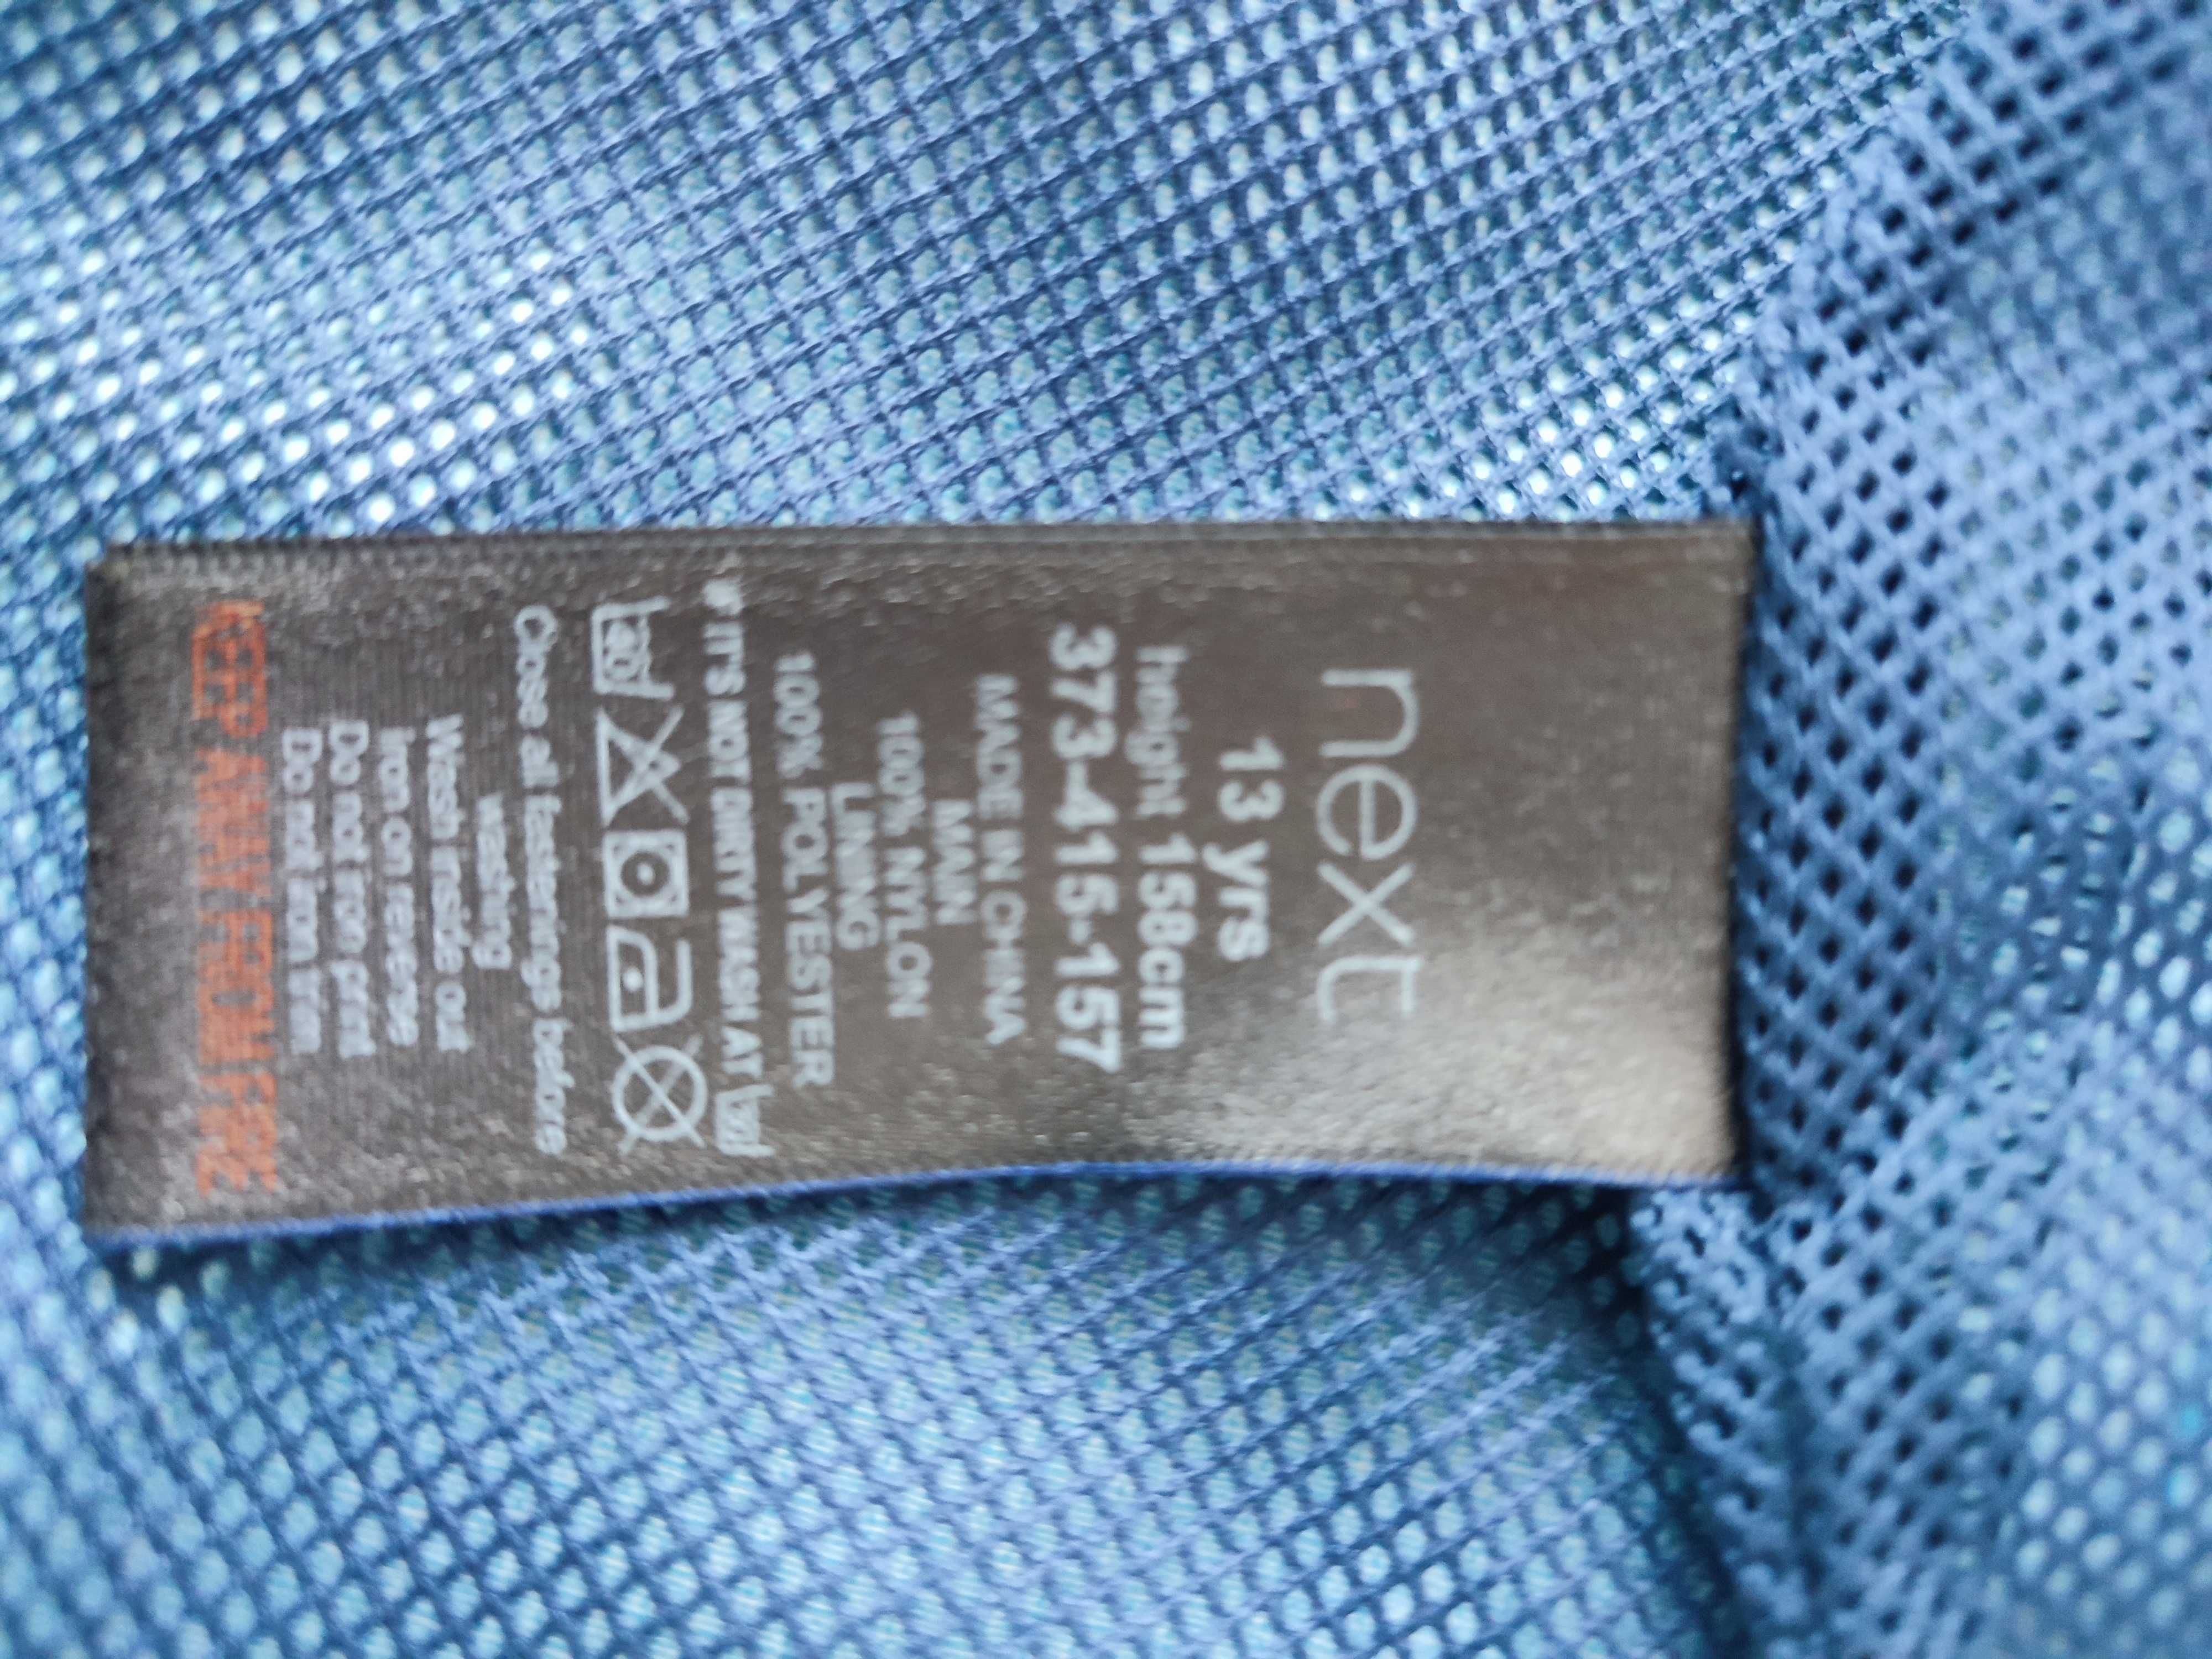 next
13 yrs
height 158cm
373-415-157
MADE IN CHINA
MAIN
100% NYLON
LINING
100% POLYESTER
IF IT'S NOT DIRTY WASH AT
40
Close all fastenings before
washing
Wash inside out
Iron on reverse
Do not iron print
Do not iron trim
KEEP AWAY FROM FIRE